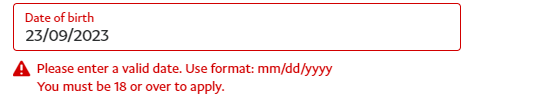 Date of birth
23/09/2023
Please enter a valid date. Use format: mm/dd/yyyy
You must be 18 or over to apply.